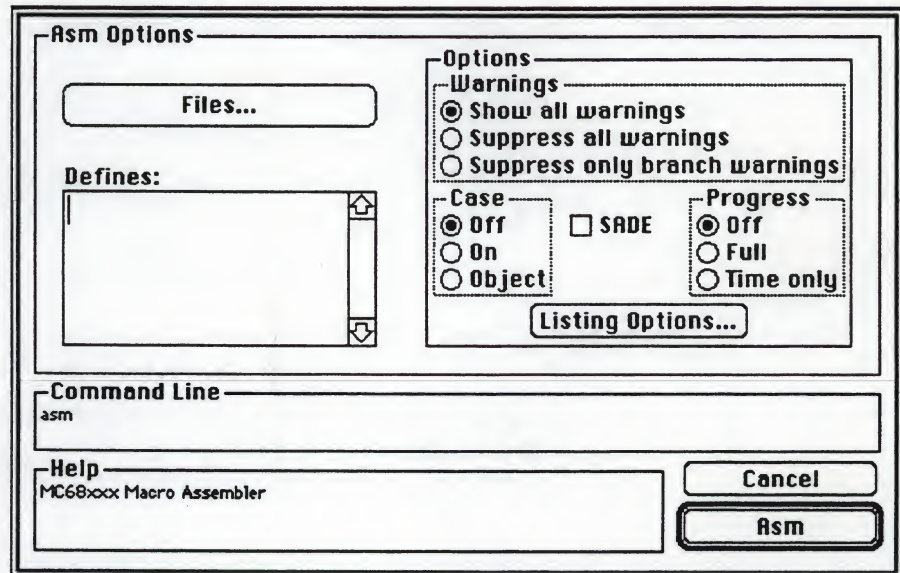 Asm Options
Files...
Defines:
Options
Warnings
Show all warnings
Suppress all warnings
Suppress only branch warnings
Case
Off
On
Object
SADE
Progress
Off
Full
Time only
Listing Options...
Command Line
asm
Help
MC68xxx Macro Assembler
Cancel
Asm